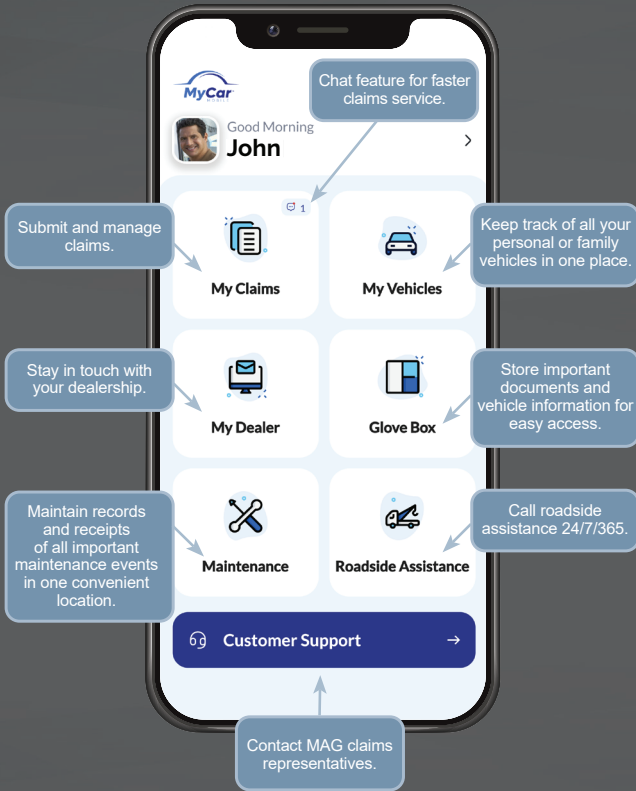 MyCar
MOBILE
Chat feature for faster
claims service.
Good Morning
John
1
Submit and manage
claims.
My Claims
My Vehicles
Keep track of all your
personal or family
vehicles in one place.
Stay in touch with
your dealership.
My Dealer
Glove Box
Store important
documents and
vehicle information for
easy access.
Maintain records
and receipts
of all important
maintenance events
in one convenient
location.
Maintenance
Roadside Assistance
Call roadside
assistance 24/7/365.
Customer Support
Contact MAG claims
representatives.